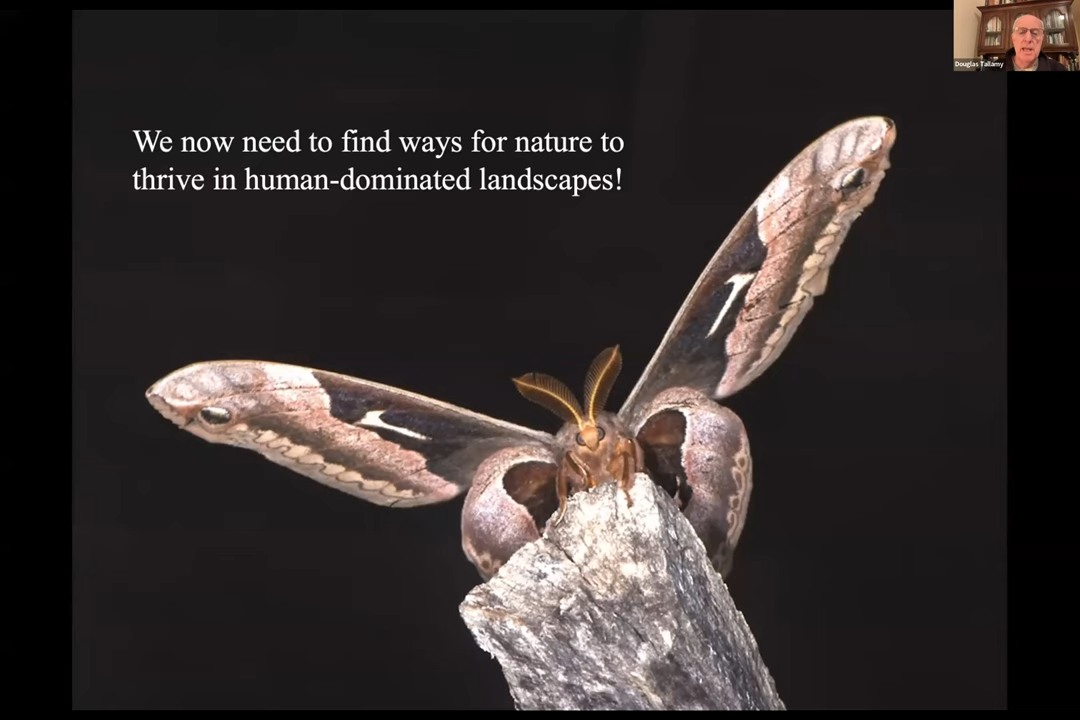 Douglas Tallamy
We now need to find ways for nature to
thrive in human-dominated landscapes!